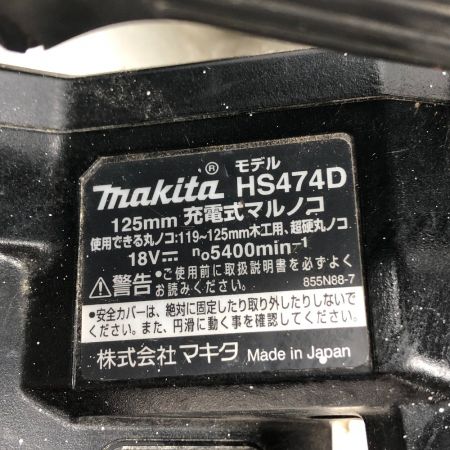 モデル
makita® HS474D
125mm 充電式マルノコ
使用できる丸ノコ:119~125mm木工用、超硬丸ノコ
18V⎓ n₀5400min⁻¹
⚠警告 •ご使用前に取扱説明書を必ずよく
お読みください。 855N88-7
•安全カバーは、絶対に固定したり取り外したりしないで
ください。また、円滑に動く事を確認してください。
株式会社マキタ Made in Japan